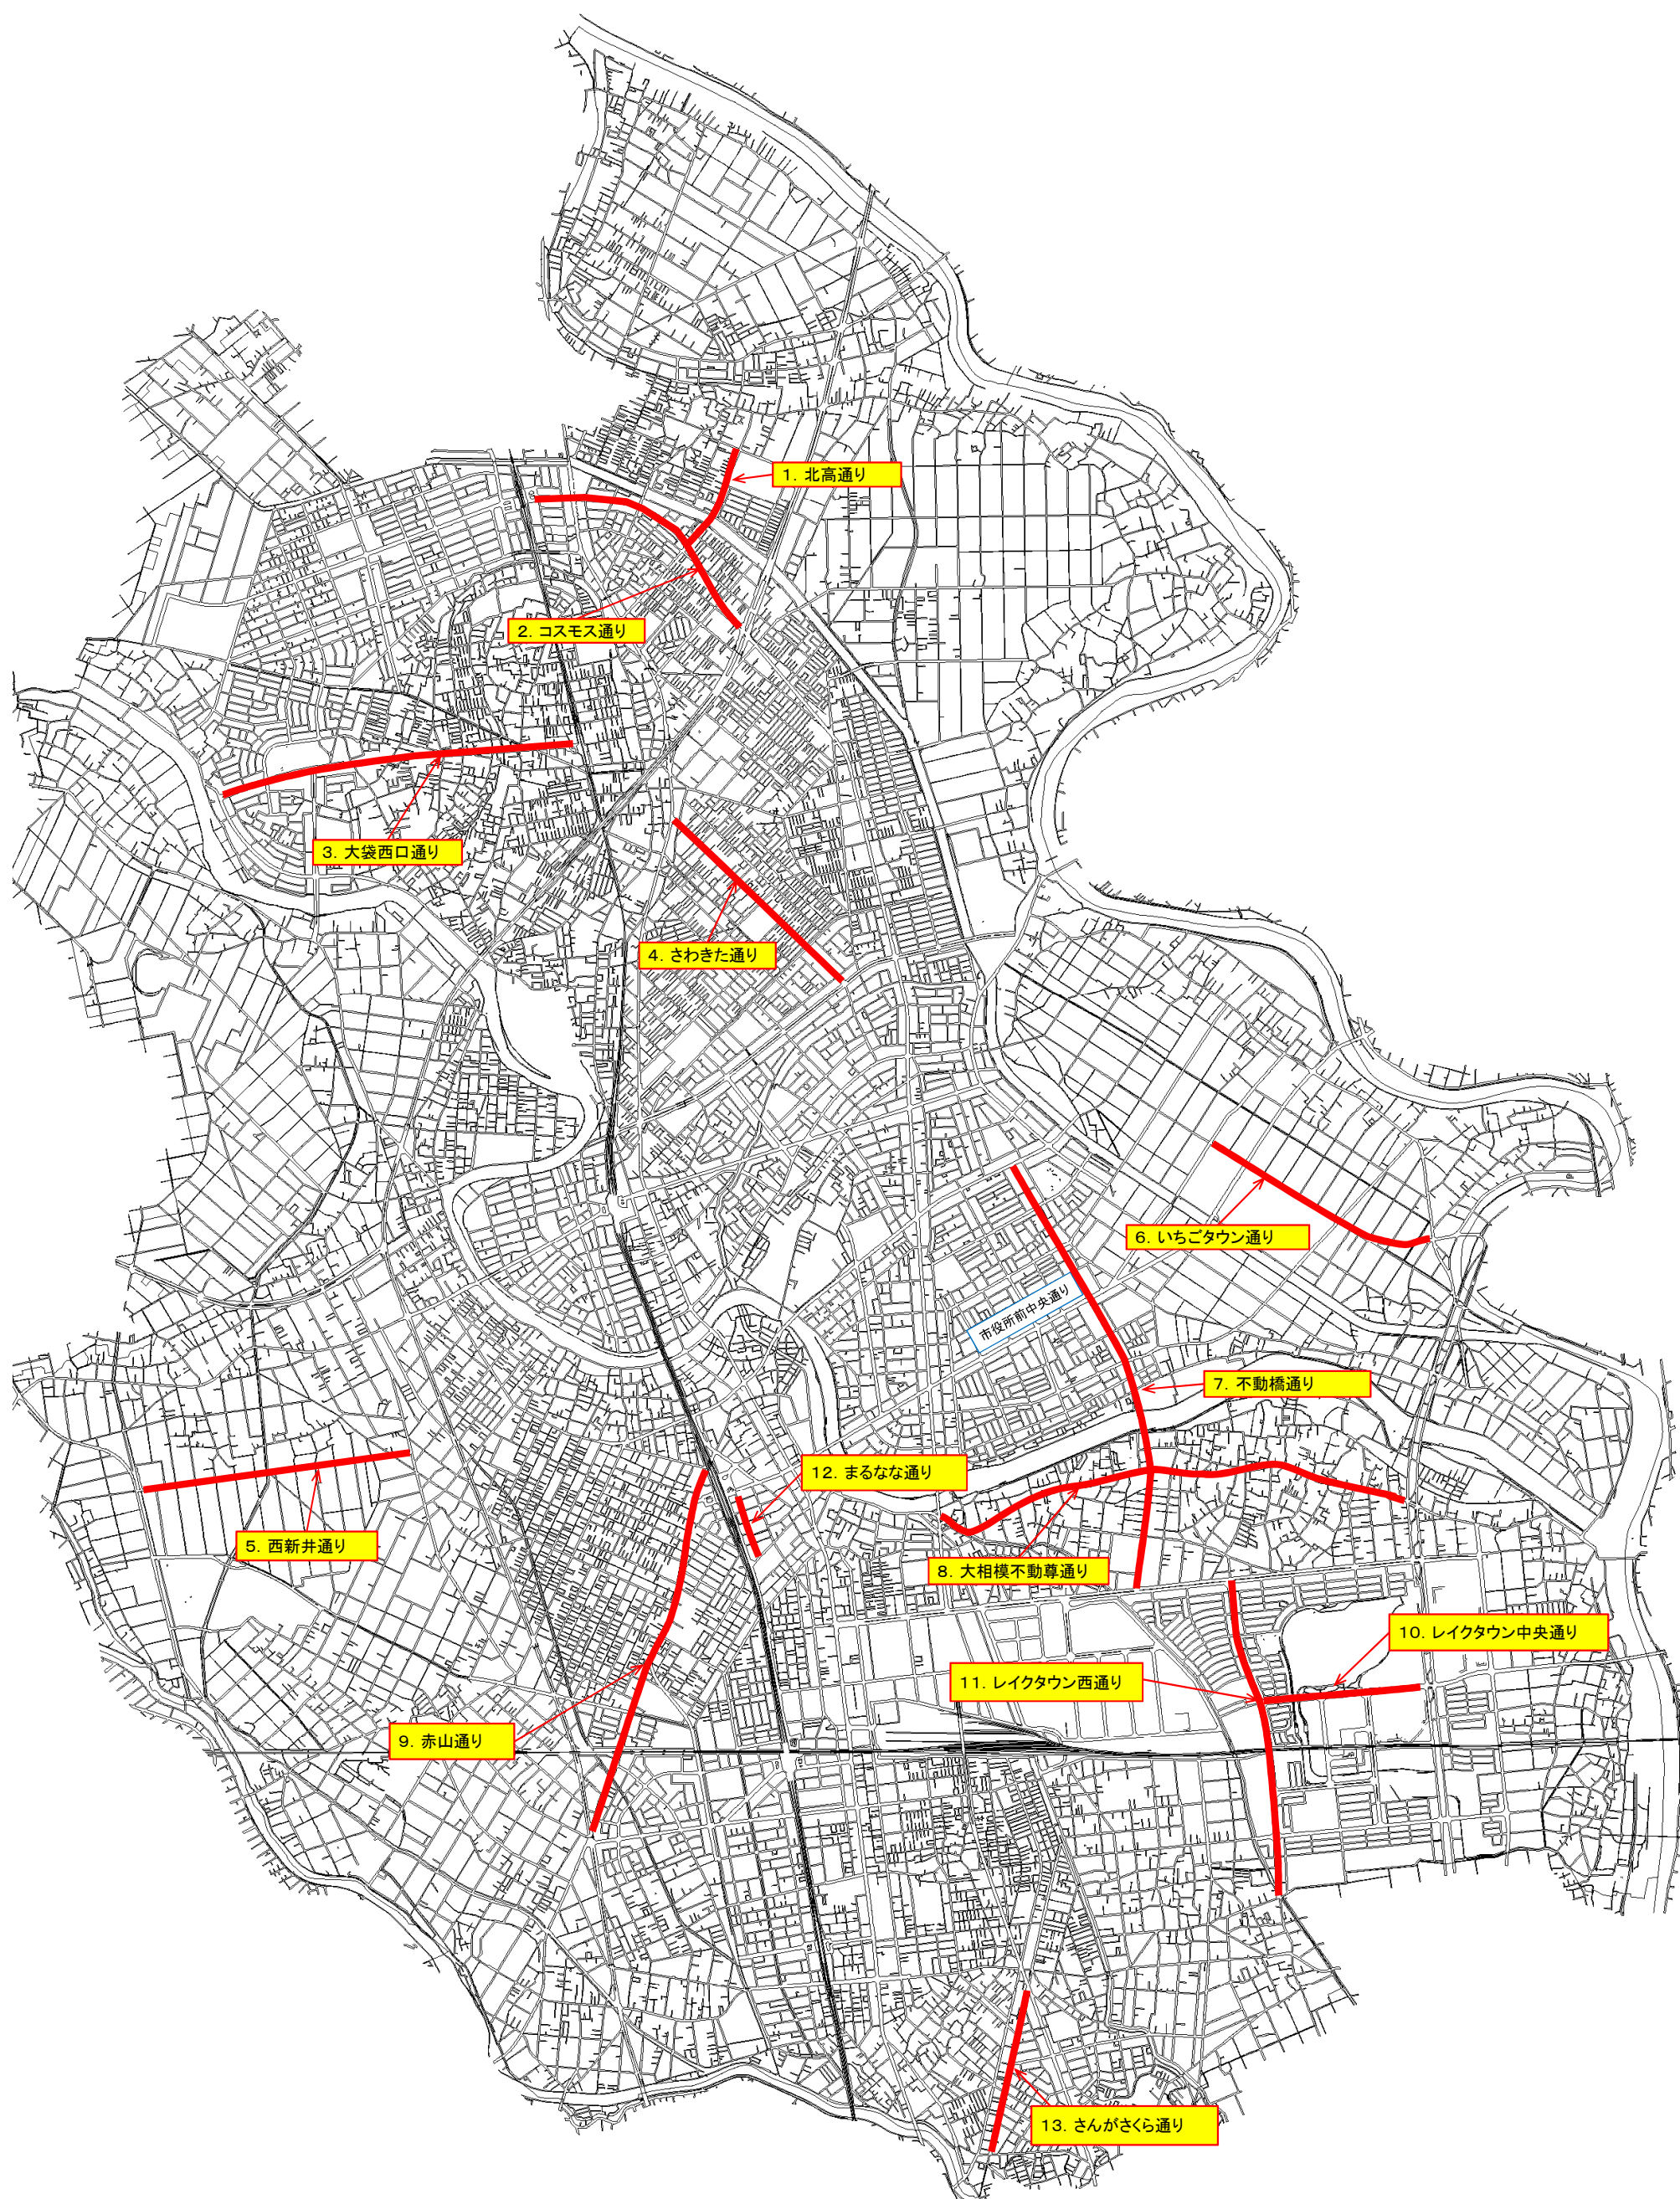 1．北高通り
2．コスモス通り
3．大袋西口通り
4．さわきた通り
6．いちごタウン通り
市役所前中央通り
7．不動橋通り
12．まるなな通り
5．西新井通り
8．大相模不動尊通り
10．レイクタウン中央通り
11．レイクタウン西通り
9．赤山通り
13．さんがさくら通り